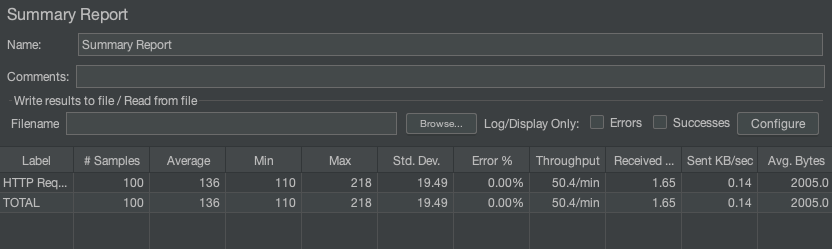 Summary Report
Name: Summary Report
Comments:
Write results to file / Read from file
Filename Browse... Log/Display Only: Errors Successes Configure
Label # Samples Average Min Max Std. Dev. Error % Throughput Received ... Sent KB/sec Avg. Bytes
HTTP Req... 100 136 110 218 19.49 0.00% 50.4/min 1.65 0.14 2005.0
TOTAL 100 136 110 218 19.49 0.00% 50.4/min 1.65 0.14 2005.0